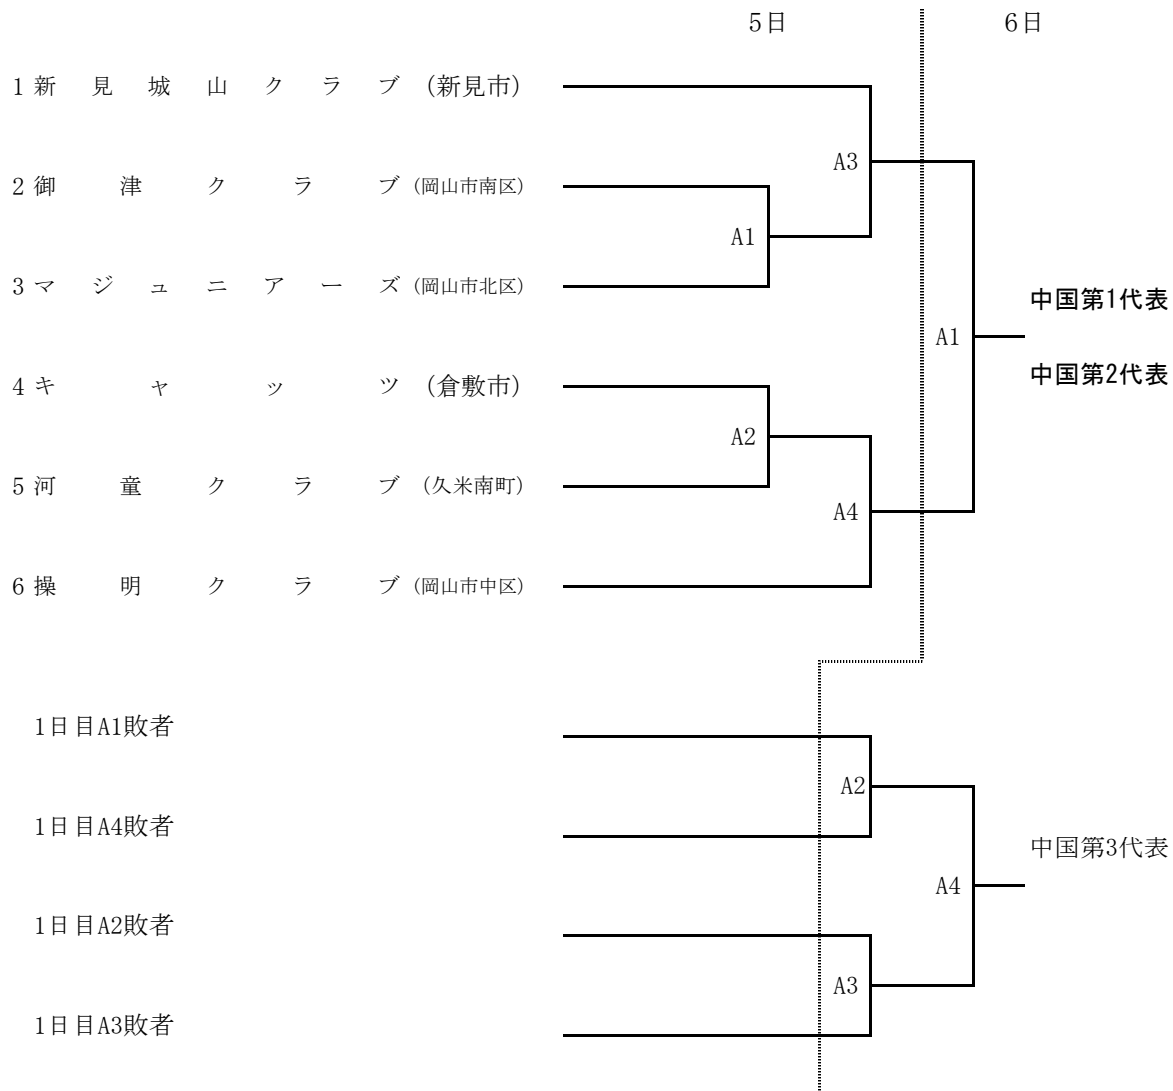 5日 6日
1 新見城山クラブ (新見市)
A3
2 御津クラブ (岡山市南区)
A1
3 マジュニアーズ (岡山市北区)
中国第1代表
A1
中国第2代表
4 キャッツ (倉敷市)
A2
5 河童クラブ (久米南町)
A4
6 操明クラブ (岡山市中区)
1日目A1敗者
A2
1日目A4敗者
中国第3代表
A4
1日目A2敗者
A3
1日目A3敗者